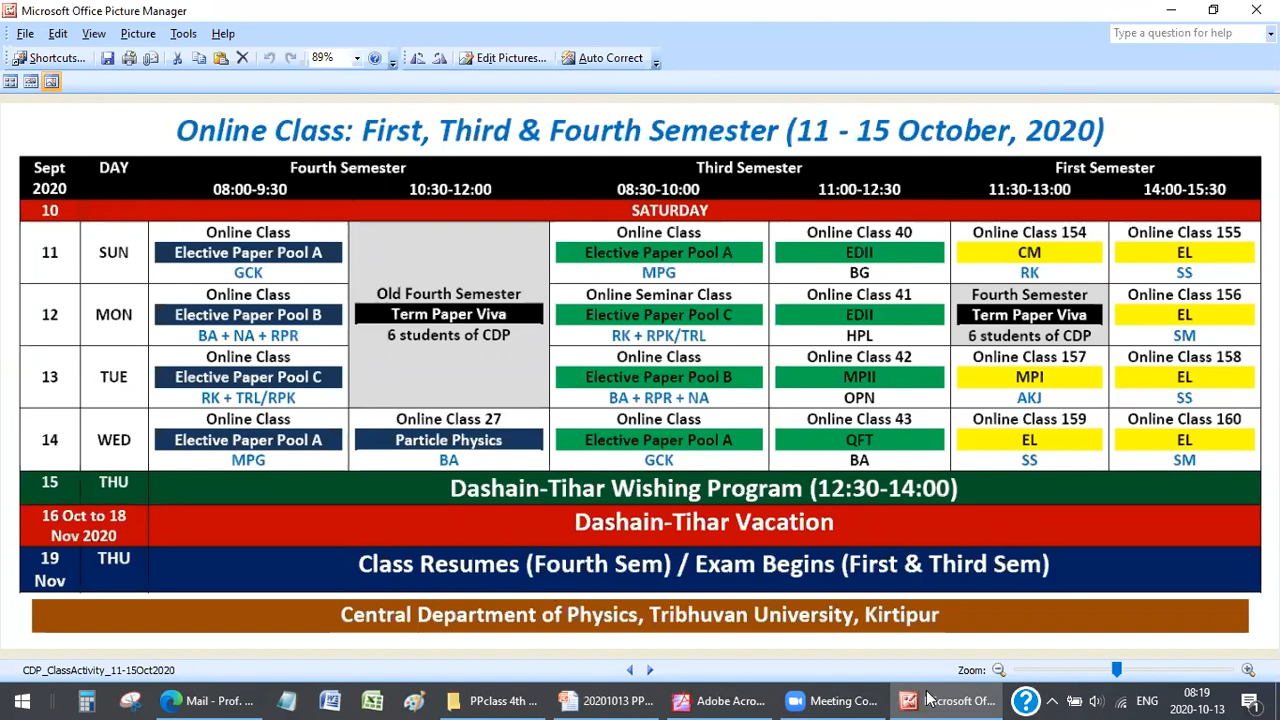 Microsoft Office Picture Manager
File Edit View Picture Tools Help
Type a question for help
Shortcuts... 89% Edit Pictures... Auto Correct
Online Class: First, Third & Fourth Semester (11 - 15 October, 2020)
Sept DAY Fourth Semester Third Semester First Semester
2020 08:00-9:30 10:30-12:00 08:30-10:00 11:00-12:30 11:30-13:00 14:00-15:30
10 SATURDAY
Online Class Online Class Online Class 40 Online Class 154 Online Class 155
11 SUN Elective Paper Pool A Elective Paper Pool A EDII CM EL
GCK MPG BG RK SS
Online Class Old Fourth Semester Online Seminar Class Online Class 41 Fourth Semester Online Class 156
12 MON Elective Paper Pool B Term Paper Viva Elective Paper Pool C EDII Term Paper Viva EL
BA + NA + RPR 6 students of CDP RK + RPK/TRL HPL 6 students of CDP SM
Online Class Online Class Online Class 42 Online Class 157 Online Class 158
13 TUE Elective Paper Pool C Elective Paper Pool B MPII MPI EL
RK + TRL/RPK BA + RPR + NA OPN AKJ SS
Online Class Online Class 27 Online Class Online Class 43 Online Class 159 Online Class 160
14 WED Elective Paper Pool A Particle Physics Elective Paper Pool A QFT EL EL
MPG BA GCK BA SS SM
15 THU Dashain-Tihar Wishing Program (12:30-14:00)
16 Oct to 18
Nov 2020 Dashain-Tihar Vacation
19 THU Class Resumes (Fourth Sem) / Exam Begins (First & Third Sem)
Nov
Central Department of Physics, Tribhuvan University, Kirtipur
CDP_ClassActivity_11-15Oct2020 Zoom:
Mail - Prof. ... PPclass 4th ... 20201013 PP... Adobe Acro... Meeting Co... Microsoft Of... ENG 08:19
2020-10-13 1